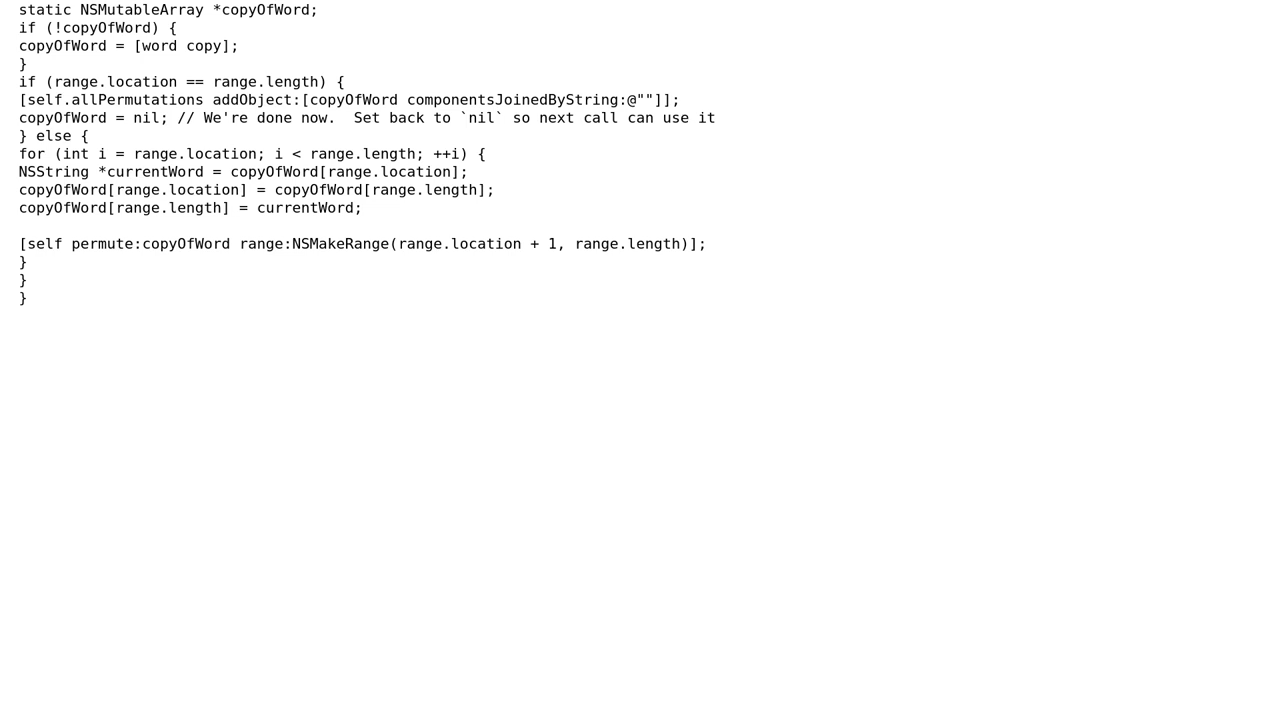 static NSMutableArray *copyOfWord;
if (!copyOfWord) {
copyOfWord = [word copy];
}
if (range.location == range.length) {
[self.allPermutations addObject:[copyOfWord componentsJoinedByString:@""]];
copyOfWord = nil; // We're done now.  Set back to `nil` so next call can use it
} else {
for (int i = range.location; i < range.length; ++i) {
NSString *currentWord = copyOfWord[range.location];
copyOfWord[range.location] = copyOfWord[range.length];
copyOfWord[range.length] = currentWord;

[self permute:copyOfWord range:NSMakeRange(range.location + 1, range.length)];
}
}
}